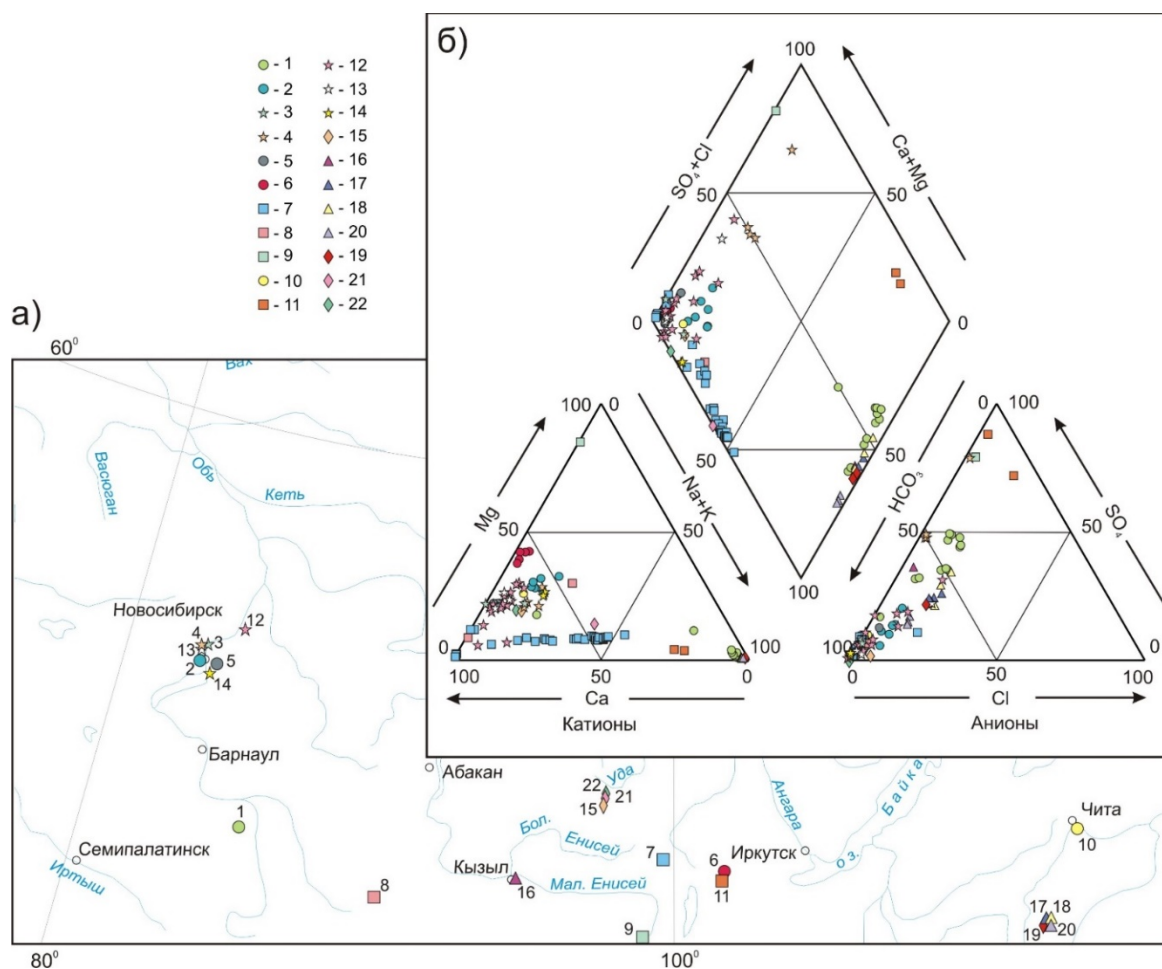 б)
- 1
- 2
- 3
- 4
- 5
- 6
- 7
- 8
- 9
- 10
- 11
- 12
- 13
- 14
- 15
- 16
- 17
- 18
- 20
- 19
- 21
- 22
100
SO₄+Cl
Ca+Mg
50
50
0
0
50
50
100
Na+K
HCO₃
100
0
Mg
50
50
0
100
100
50
0
Ca
Катионы
0
100
SO₄
50
50
100
0
0
50
100
Cl
Анионы
а)
60⁰
Вах
Васюган
Обь
Кеть
Новосибирск
12
4
3
13
2
5
14
Барнаул
1
Семипалатинск
Иртыш
8
80⁰
Абакан
22
Уда
21
15
Бол.
Енисей
Кызыл
16
Мал. Енисей
7
9
100⁰
6
11
Ангара
Иркутск
оз.
Байка
Чита
10
17
18
19
20